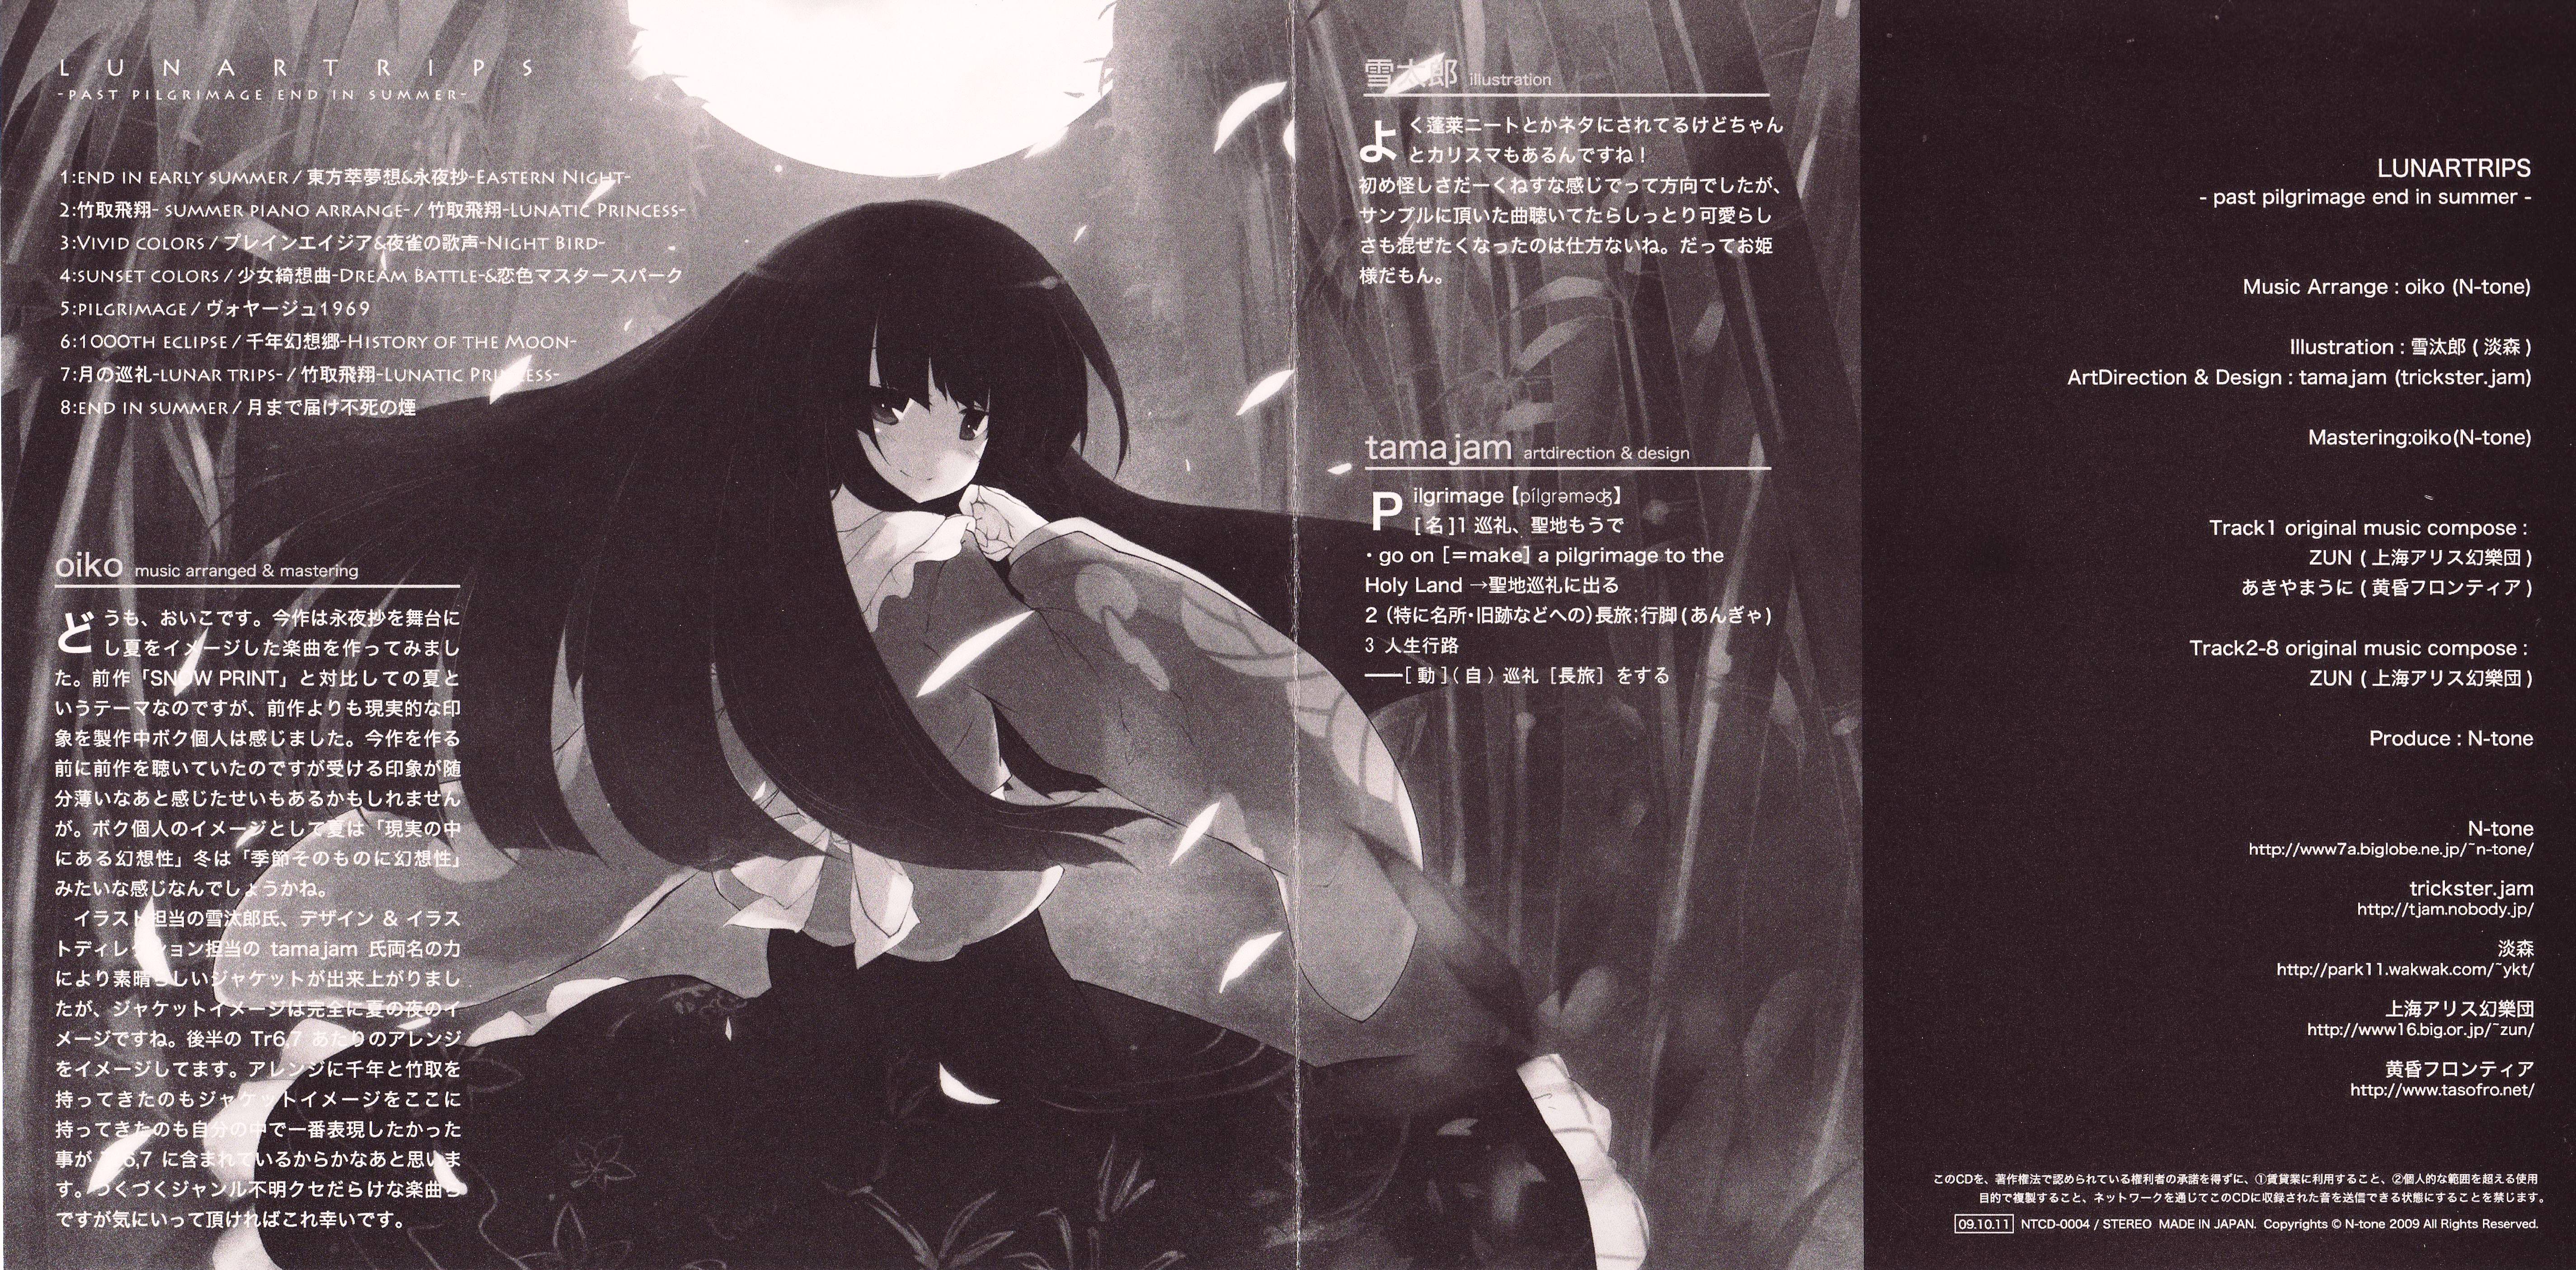 LUNARTRIPS
-PAST PILGRIMAGE END IN SUMMER-
1:END IN EARLY SUMMER / 東方萃夢想&永夜抄-EASTERN NIGHT-
2:竹取飛翔- SUMMER PIANO ARRANGE- / 竹取飛翔-LUNATIC PRINCESS-
3:VIVID COLORS / プレインエイジア&夜雀の歌声-NIGHT BIRD-
4:SUNSET COLORS / 少女綺想曲-DREAM BATTLE-&恋色マスタースパーク
5:PILGRIMAGE / ヴォヤージュ1969
6:1000TH ECLIPSE / 千年幻想郷-HISTORY OF THE MOON-
7:月の巡礼-LUNAR TRIPS- / 竹取飛翔-LUNATIC PRINCESS-
8:END IN SUMMER / 月まで届け不死の煙
oiko music arranged & mastering
どうも、おいこです。今作は永夜抄を舞台に
し夏をイメージした楽曲を作ってみまし
た。前作「SNOW PRINT」と対比しての夏と
いうテーマなのですが、前作よりも現実的な印
象を製作中ボク個人は感じました。今作を作る
前に前作を聴いていたのですが受ける印象が随
分薄いなあと感じたせいもあるかもしれません
が。ボク個人のイメージとして夏は「現実の中
にある幻想性」冬は「季節そのものに幻想性」
みたいな感じなんでしょうかね。
イラスト担当の雪汰郎氏、デザイン & イラス
トディレクション担当の tamajam 氏両名の力
により素晴らしいジャケットが出来上がりまし
たが、ジャケットイメージは完全に夏の夜のイ
メージですね。後半の Tr6,7 あたりのアレンジ
をイメージしてます。アレンジに千年と竹取を
持ってきたのもジャケットイメージをここに
持ってきたのも自分の中で一番表現したかった
事が Tr6,7 に含まれているからかなあと思いま
す。つくづくジャンル不明クセだらけな楽曲ら
ですが気にいって頂ければこれ幸いです。
雪汰郎 illustration
よく蓬莱ニートとかネタにされてるけどちゃん
とカリスマもあるんですね！
初め怪しさだーくねすな感じでって方向でしたが、
サンプルに頂いた曲聴いてたらしっとり可愛らし
さも混ぜたくなったのは仕方ないね。だってお姫
様だもん。
tamajam artdirection & design
Pilgrimage【pílgrəməʤ】
[ 名 ]1 巡礼、聖地もうで
・go on [＝make] a pilgrimage to the
Holy Land →聖地巡礼に出る
2 （特に名所・旧跡などへの）長旅；行脚 ( あんぎゃ )
3 人生行路
━━[ 動 ]（ 自 ）巡礼［長旅］をする
LUNARTRIPS
- past pilgrimage end in summer -
Music Arrange : oiko (N-tone)
Illustration : 雪汰郎 ( 淡森 )
ArtDirection & Design : tamajam (trickster.jam)
Mastering:oiko(N-tone)
Track1 original music compose :
ZUN ( 上海アリス幻樂団 )
あきやまうに ( 黄昏フロンティア )
Track2-8 original music compose :
ZUN ( 上海アリス幻樂団 )
Produce : N-tone
N-tone
http://www7a.biglobe.ne.jp/~n-tone/
trickster.jam
http://tjam.nobody.jp/
淡森
http://park11.wakwak.com/~ykt/
上海アリス幻樂団
http://www16.big.or.jp/~zun/
黄昏フロンティア
http://www.tasofro.net/
このCDを、著作権法で認められている権利者の承諾を得ずに、①賃貸業に利用すること、②個人的な範囲を超える使用
目的で複製すること、ネットワークを通じてこのCDに収録された音を送信できる状態にすることを禁じます。
09.10.11 NTCD-0004 / STEREO MADE IN JAPAN. Copyrights © N-tone 2009 All Rights Reserved.